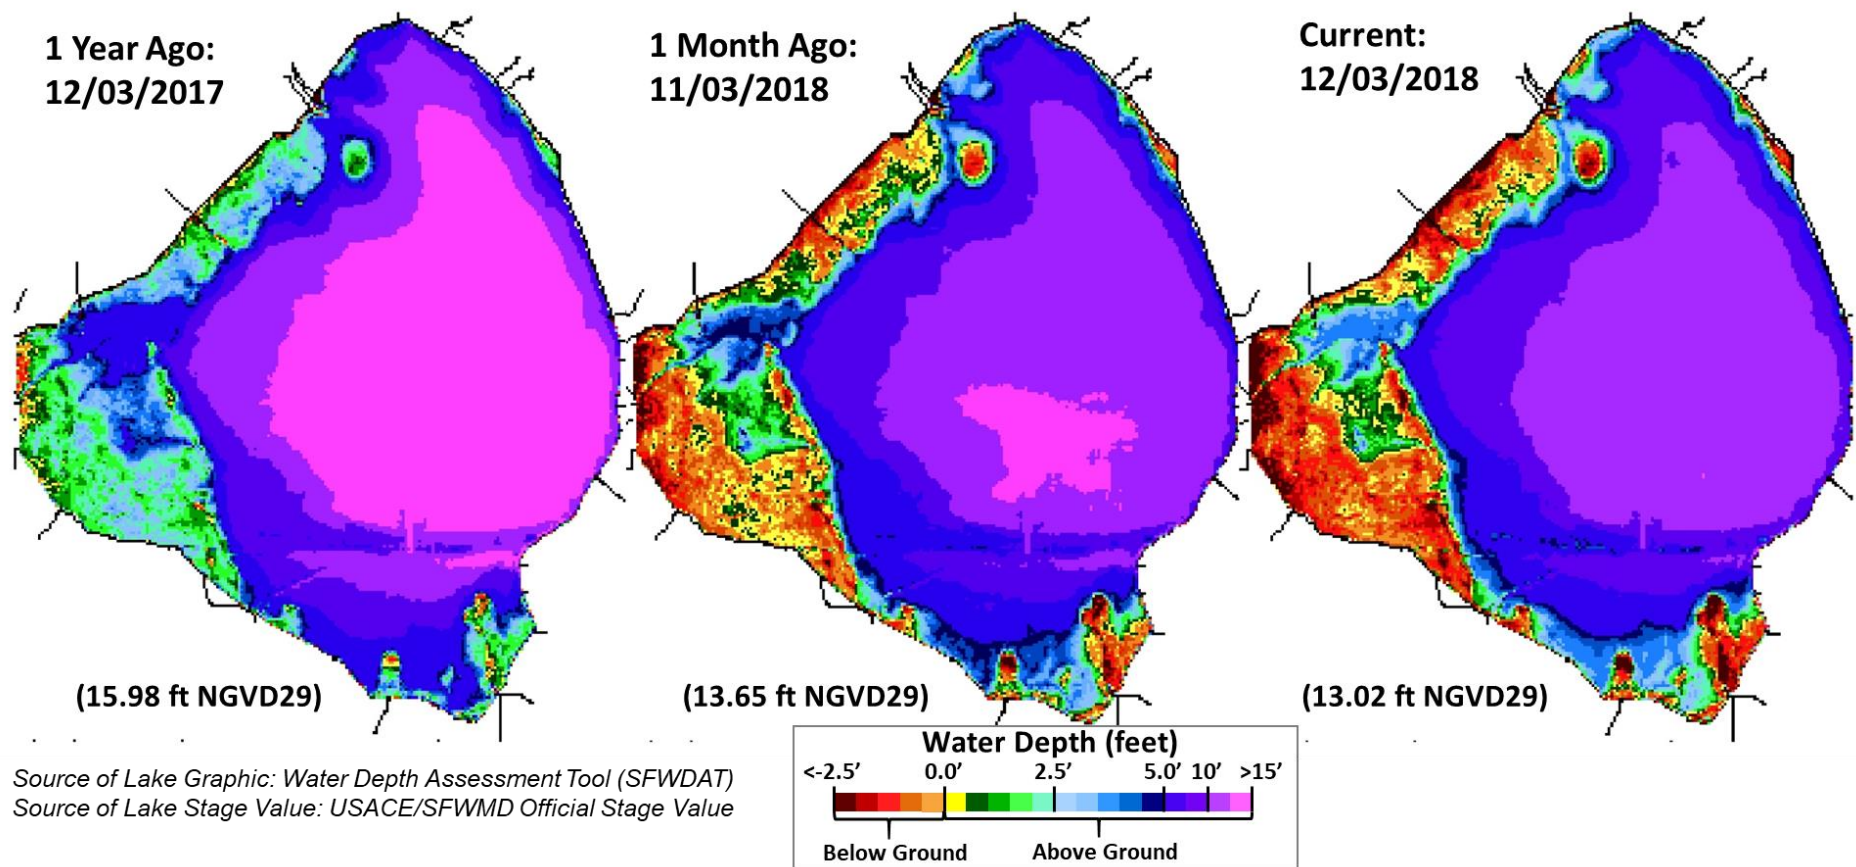 1 Year Ago:
12/03/2017
1 Month Ago:
11/03/2018
Current:
12/03/2018
(15.98 ft NGVD29)
(13.65 ft NGVD29)
(13.02 ft NGVD29)
Source of Lake Graphic: Water Depth Assessment Tool (SFWDAT)
Source of Lake Stage Value: USACE/SFWMD Official Stage Value
Water Depth (feet)
<-2.5’ 0.0’ 2.5’ 5.0’ 10’ >15’
Below Ground Above Ground